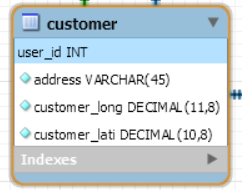 customer
user_id INT
address VARCHAR(45)
customer_long DECIMAL(11,8)
customer_lati DECIMAL(10,8)
Indexes